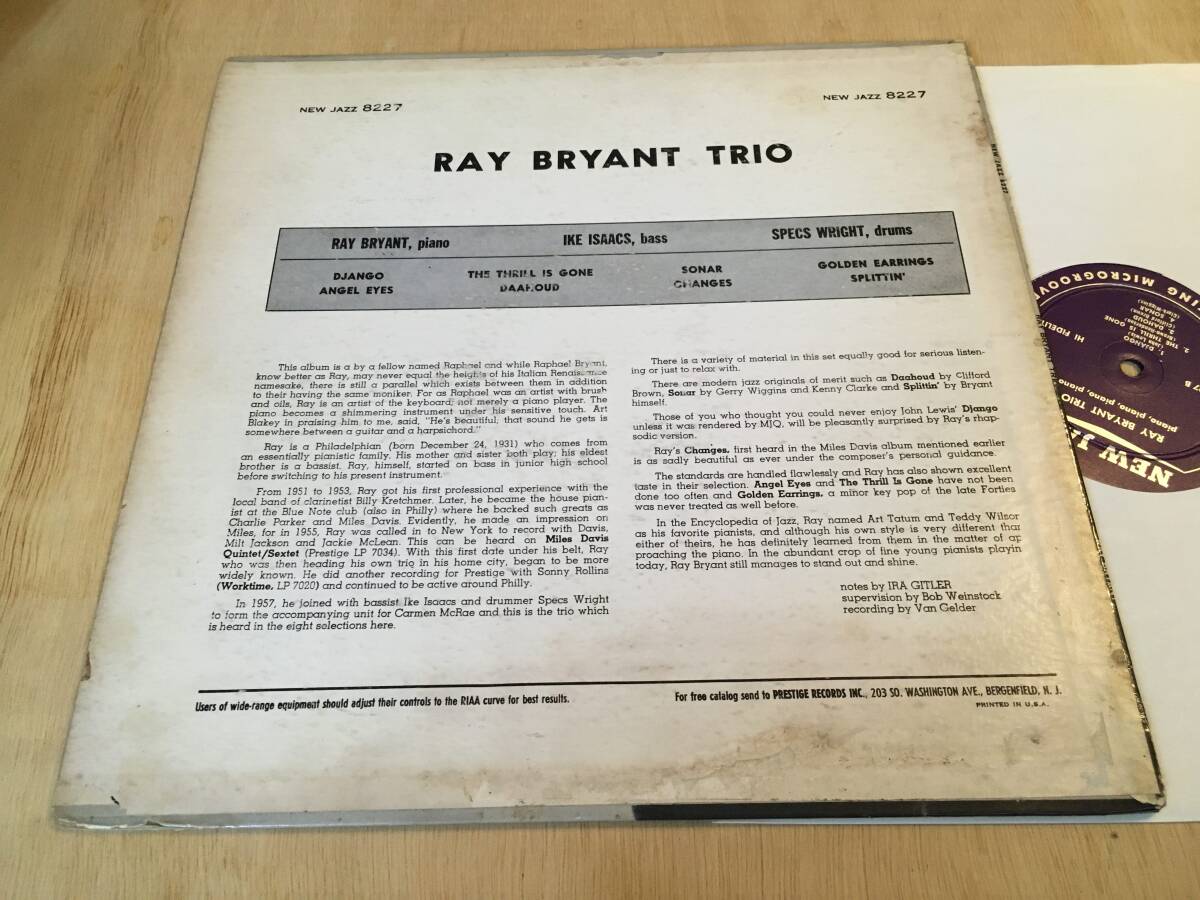 NEW JAZZ 8227
NEW JAZZ 8227
RAY BRYANT TRIO
RAY BRYANT, piano
IKE ISAACS, bass
SPECS WRIGHT, drums
DJANGO
ANGEL EYES
THE THRILL IS GONE
DAAHOUD
SONAR
CHANGES
GOLDEN EARRINGS
SPLITTIN'
This album is a by a fellow named Raphael and while Raphael Bryant,
know better as Ray, may never equal the heights of his Italian Renaissance
namesake, there is still a parallel which exists between them in addition
to their having the same moniker. For as Raphael was an artist with brush
and oils, Ray is an artist of the keyboard, not merely a piano player. The
piano becomes a shimmering instrument under his sensitive touch. Art
Blakey in praising him to me, said, "He's beautiful, that sound he gets is
somewhere between a guitar and a harpsichord."
Ray is a Philadelphian (born December 24, 1931) who comes from
an essentially pianistic family. His mother and sister both play; his eldest
brother is a bassist. Ray, himself, started on bass in junior high school
before switching to his present instrument.
From 1951 to 1953, Ray got his first professional experience with the
local band of clarinetist Billy Kretchmer. Later, he became the house pian-
ist at the Blue Note club (also in Philly) where he backed such greats as
Charlie Parker and Miles Davis. Evidently, he made an impression on
Miles, for in 1955, Ray was called in to New York to record with Davis,
Milt Jackson and Jackie McLean. This can be heard on Miles Davis
Quintet/Sextet (Prestige LP 7034). With this first date under his belt, Ray
who was then heading his own trio in his home city, began to be more
widely known. He did another recording for Prestige with Sonny Rollins
(Worktime, LP 7020) and continued to be active around Philly.
In 1957, he joined with bassist Ike Isaacs and drummer Specs Wright
to form the accompanying unit for Carmen McRae and this is the trio which
is heard in the eight selections here.
There is a variety of material in this set equally good for serious listen-
ing or just to relax with.
There are modern jazz originals of merit such as Daahoud by Clifford
Brown, Sonar by Gerry Wiggins and Kenny Clarke and Splittin' by Bryant
himself.
Those of you who thought you could never enjoy John Lewis' Django
unless it was rendered by MJQ, will be pleasantly surprised by Ray's rhap-
sodic version.
Ray's Changes, first heard in the Miles Davis album mentioned earlier
is as sadly beautiful as ever under the composer's personal guidance.
The standards are handled flawlessly and Ray has also shown excellent
taste in their selection. Angel Eyes and The Thrill Is Gone have not been
done too often and Golden Earrings, a minor key pop of the late Forties
was never treated as well before.
In the Encyclopedia of Jazz, Ray named Art Tatum and Teddy Wilsor
as his favorite pianists, and although his own style is very different thar
either of theirs, he has definitely learned from them in the matter of ap
proaching the piano. In the abundant crop of fine young pianists playin
today, Ray Bryant still manages to stand out and shine.
notes by IRA GITLER
supervision by Bob Weinstock
recording by Van Gelder
Users of wide-range equipment should adjust their controls to the RIAA curve for best results.
For free catalog send to PRESTIGE RECORDS INC., 203 SO. WASHINGTON AVE., BERGENFIELD, N. J.
PRINTED IN U.S.A.
NEW JAZZ 8227
BRYANT TRIO
MICROGROOV
HI FIDELIT
RAY BRYANT TRIO
piano, piano, piano
NEW JA